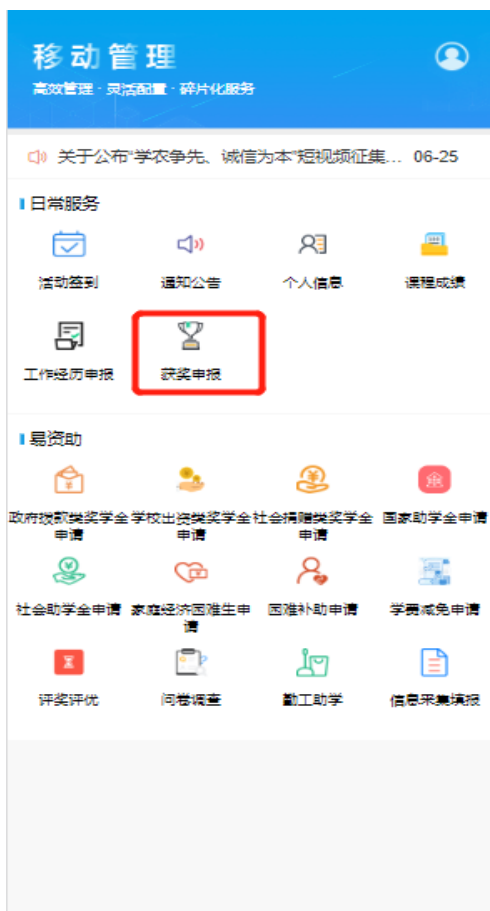 移动管理
高效管理 · 灵活配置 · 碎片化服务
关于公布“学农争先、诚信为本”短视频征集... 06-25
日常服务
活动签到 通知公告 个人信息 课程成绩
工作经历申报 获奖申报
易资助
政府拨款类奖学金 学校出资类奖学金 社会捐赠类奖学金 国家助学金申请
申请 申请 申请
社会助学金申请 家庭经济困难生申 困难补助申请 学费减免申请
请
评奖评优 问卷调查 勤工助学 信息采集填报